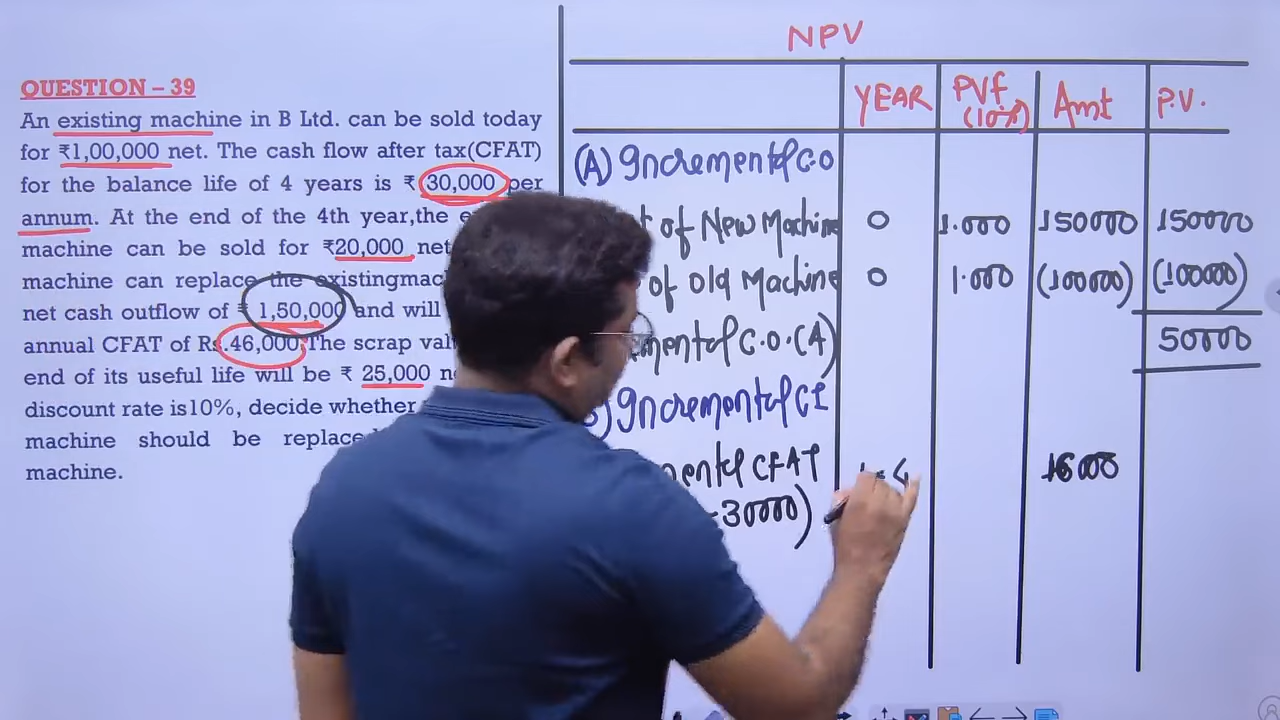 QUESTION – 39
An existing machine in B Ltd. can be sold today
for ₹1,00,000 net. The cash flow after tax(CFAT)
for the balance life of 4 years is ₹ 30,000 per
annum. At the end of the 4th year,the
machine can be sold for ₹20,000 net
machine can replace the existingmac
net cash outflow of ₹ 1,50,000 and will
annual CFAT of Rs.46,000.The scrap val
end of its useful life will be ₹ 25,000
discount rate is10%, decide whether
machine should be replace
machine.
NPV
YEAR PVf (10%) Amt P.V.
(A) Incremental C.O
of New Machine 0 1.000 150000 150000
of Old Machine 0 1.000 (100000) (100000)
mental C.O.(A) 50000
Incremental CI
mental CFAT 16000
-30000)